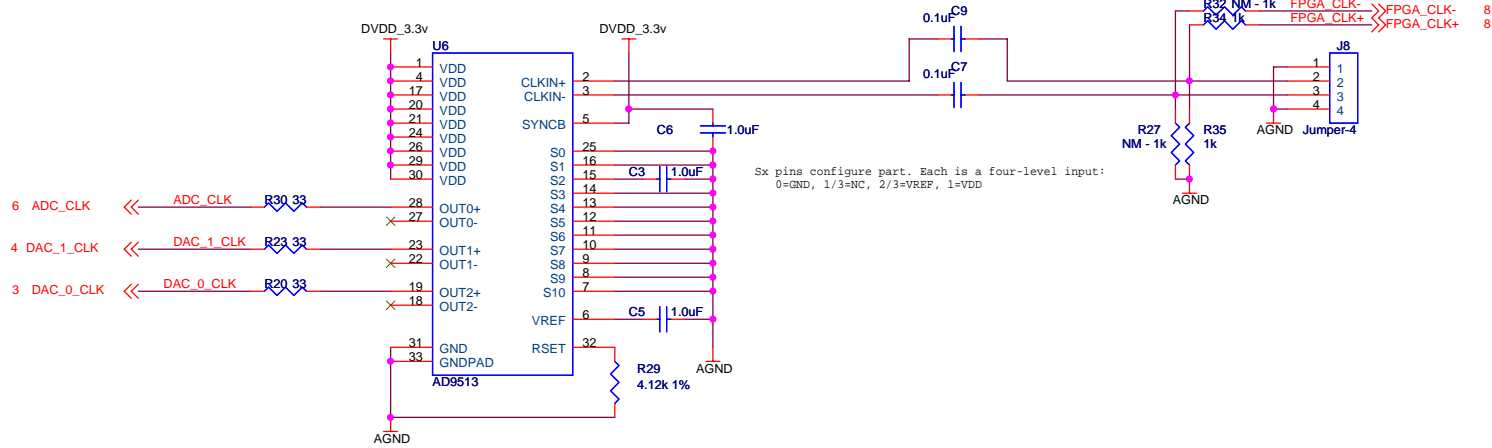 C9
0.1uF
R32 NM - 1k
FPGA_CLK-
FPGA_CLK- 8
R34 1k
FPGA_CLK+
FPGA_CLK+ 8
DVDD_3.3v
U6
DVDD_3.3v
C7
0.1uF
J8
1 VDD
4 VDD
17 VDD
20 VDD
21 VDD
24 VDD
26 VDD
29 VDD
30 VDD
CLKIN+ 2
CLKIN- 3
SYNCB 5
C6 1.0uF
S0 25
S1 16
S2 15
C3 1.0uF
S3 14
S4 13
S5 12
S6 11
S7 10
S8 9
S9 8
S10 7
VREF 6
C5 1.0uF
RSET 32
1 1
2 2
3 3
4 4
AGND
Jumper-4
R27
NM - 1k
R35
1k
AGND
Sx pins configure part. Each is a four-level input:
0=GND, 1/3=NC, 2/3=VREF, 1=VDD
6 ADC_CLK ADC_CLK R30 33 28 OUT0+
27 OUT0-
4 DAC_1_CLK DAC_1_CLK R23 33 23 OUT1+
22 OUT1-
3 DAC_0_CLK DAC_0_CLK R20 33 19 OUT2+
18 OUT2-
31 GND
33 GNDPAD
AD9513
R29
4.12k 1%
AGND
AGND